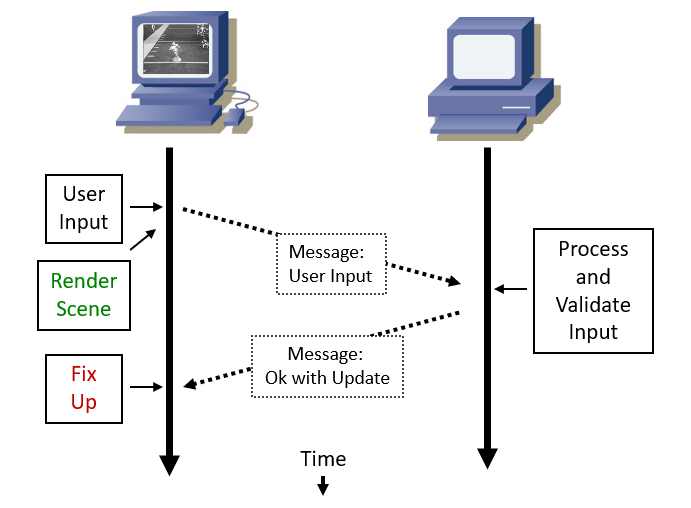 User
Input
Message:
User Input
Process
and
Validate
Input
Render
Scene
Message:
Ok with Update
Fix
Up
Time